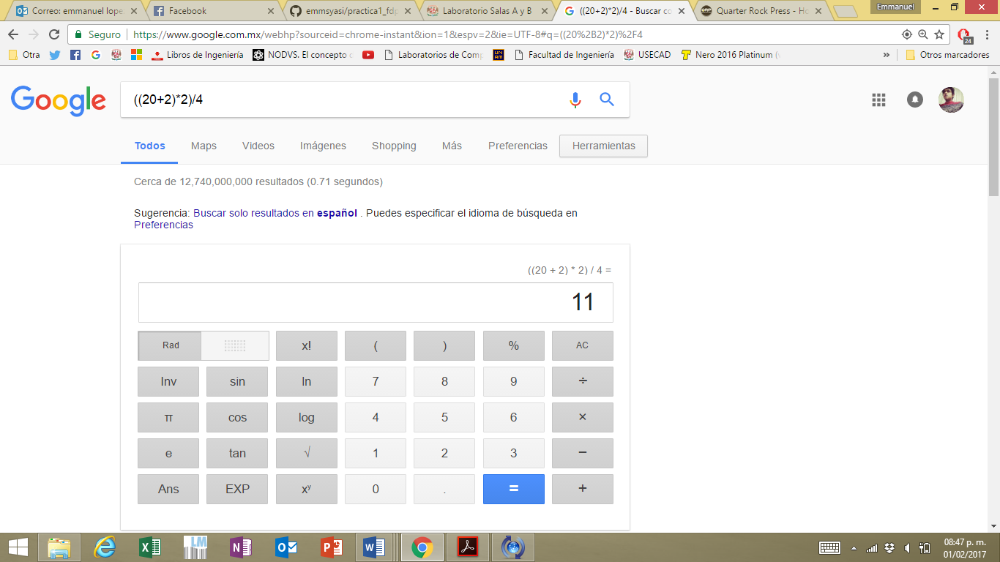 Correo: emmanuel lope
Facebook
emmsyasi/practica1_fdp
Laboratorio Salas A y B
((20+2)*2)/4 - Buscar co
Quarter Rock Press - Ho
Emmanuel
Seguro
https://www.google.com.mx/webhp?sourceid=chrome-instant&ion=1&espv=2&ie=UTF-8#q=((20%2B2)*2)%2F4
24
Otra
Libros de Ingeniería
NODVS. El concepto
Laboratorios de Comp
Facultad de Ingeniería
USECAD
Nero 2016 Platinum
»
Otros marcadores
Google
((20+2)*2)/4
Todos
Maps
Videos
Imágenes
Shopping
Más
Preferencias
Herramientas
Cerca de 12,740,000,000 resultados (0.71 segundos)
Sugerencia: Buscar solo resultados en español . Puedes especificar el idioma de búsqueda en
Preferencias
((20 + 2) * 2) / 4 =
11
Rad
x!
(
)
%
AC
Inv
sin
ln
7
8
9
÷
π
cos
log
4
5
6
×
e
tan
√
1
2
3
−
Ans
EXP
xʸ
0
.
=
+
08:47 p. m.
01/02/2017